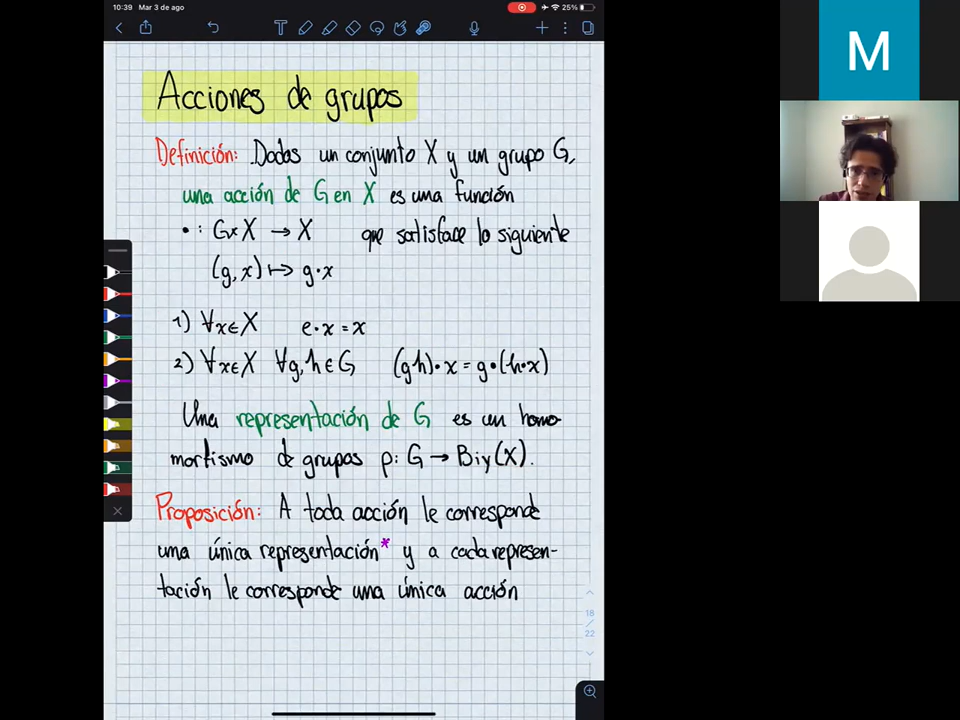 10:39 Mar 3 de ago
25%
Acciones de grupos
Definición: Dados un conjunto X y un grupo G,
una acción de G en X es una función
• : G×X → X que satisface lo siguiente
(g, x) ↦ g·x
1) ∀x∈X e·x = x
2) ∀x∈X ∀g,h∈G (gh)·x = g·(h·x)
Una representación de G es un homo-
morfismo de grupos ρ: G → Biy(X).
Proposición: A toda acción le corresponde
una única representación* y a cada represen-
tación le corresponde una única acción
18
/
22
M